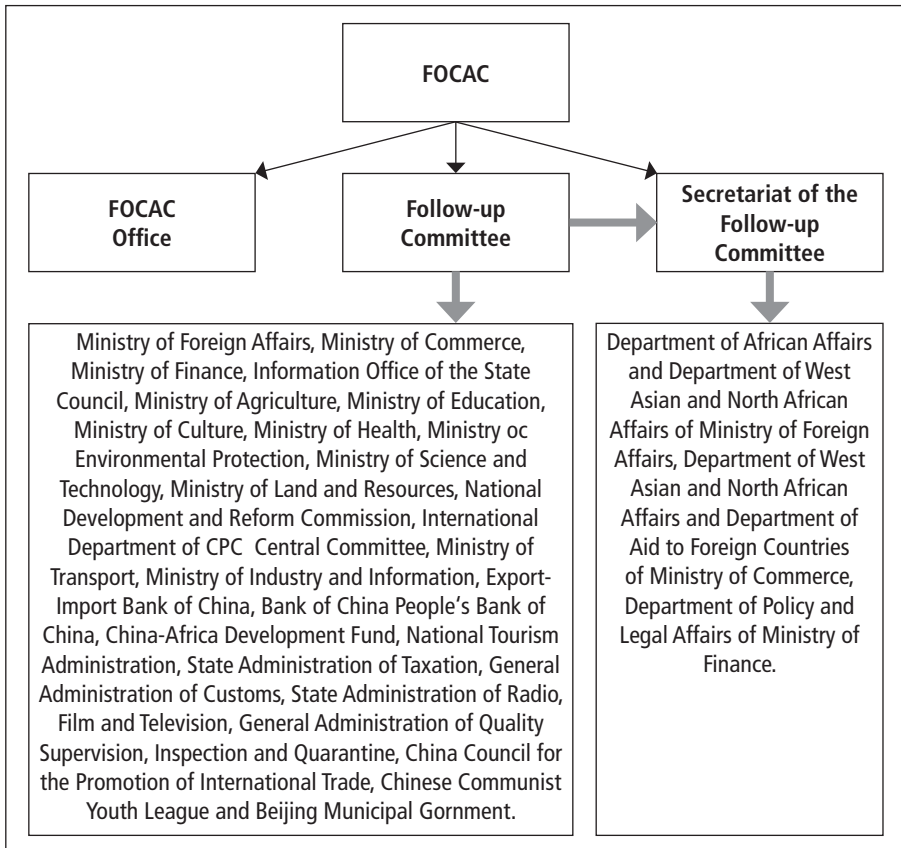 FOCAC
FOCAC
Office
Follow-up
Committee
Secretariat of the
Follow-up
Committee
Ministry of Foreign Affairs, Ministry of Commerce,
Ministry of Finance, Information Office of the State
Council, Ministry of Agriculture, Ministry of Education,
Ministry of Culture, Ministry of Health, Ministry oc
Environmental Protection, Ministry of Science and
Technology, Ministry of Land and Resources, National
Development and Reform Commission, International
Department of CPC Central Committee, Ministry of
Transport, Ministry of Industry and Information, Export-
Import Bank of China, Bank of China People‘s Bank of
China, China-Africa Development Fund, National Tourism
Administration, State Administration of Taxation, General
Administration of Customs, State Administration of Radio,
Film and Television, General Administration of Quality
Supervision, Inspection and Quarantine, China Council for
the Promotion of International Trade, Chinese Communist
Youth League and Beijing Municipal Gornment.
Department of African Affairs
and Department of West
Asian and North African
Affairs of Ministry of Foreign
Affairs, Department of West
Asian and North African
Affairs and Department of
Aid to Foreign Countries
of Ministry of Commerce,
Department of Policy and
Legal Affairs of Ministry of
Finance.